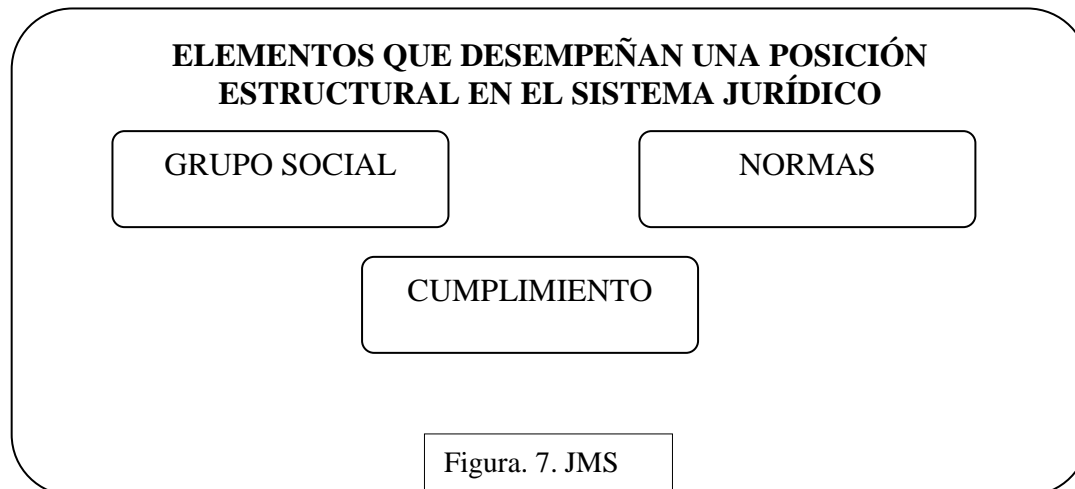 ELEMENTOS QUE DESEMPEÑAN UNA POSICIÓN
ESTRUCTURAL EN EL SISTEMA JURÍDICO
GRUPO SOCIAL
NORMAS
CUMPLIMIENTO
Figura. 7. JMS